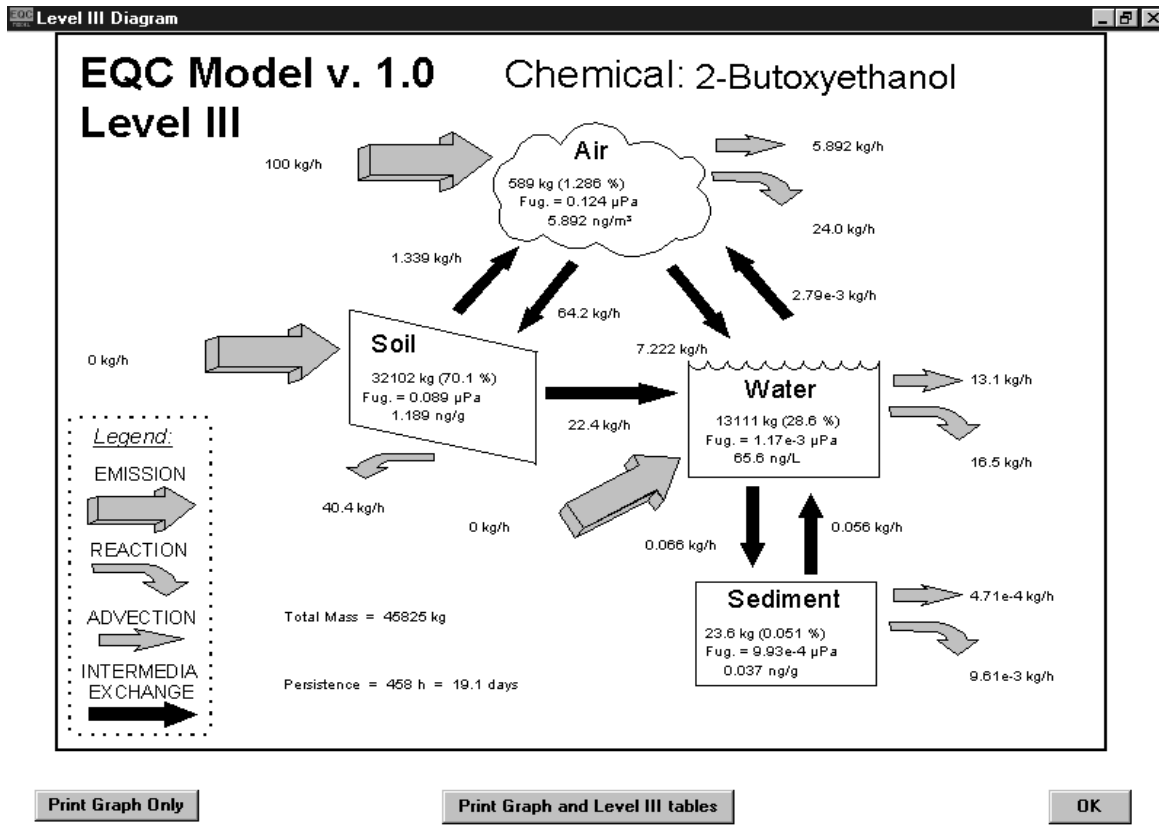 EQC
Level III Diagram
EQC Model v. 1.0
Level III
Chemical: 2-Butoxyethanol
100 kg/h
Air
589 kg (1.286 %)
Fug. = 0.124 µPa
5.892 ng/m³
5.892 kg/h
24.0 kg/h
1.339 kg/h
64.2 kg/h
7.222 kg/h
2.79e-3 kg/h
0 kg/h
Soil
32102 kg (70.1 %)
Fug. = 0.089 µPa
1.189 ng/g
22.4 kg/h
40.4 kg/h
0 kg/h
Water
13111 kg (28.6 %)
Fug. = 1.17e-3 µPa
65.6 ng/L
13.1 kg/h
16.5 kg/h
0.066 kg/h
0.056 kg/h
Sediment
23.6 kg (0.051 %)
Fug. = 9.93e-4 µPa
0.037 ng/g
4.71e-4 kg/h
9.61e-3 kg/h
Legend:
EMISSION
REACTION
ADVECTION
INTERMEDIA
EXCHANGE
Total Mass = 45825 kg
Persistence = 458 h = 19.1 days
Print Graph Only
Print Graph and Level III tables
OK